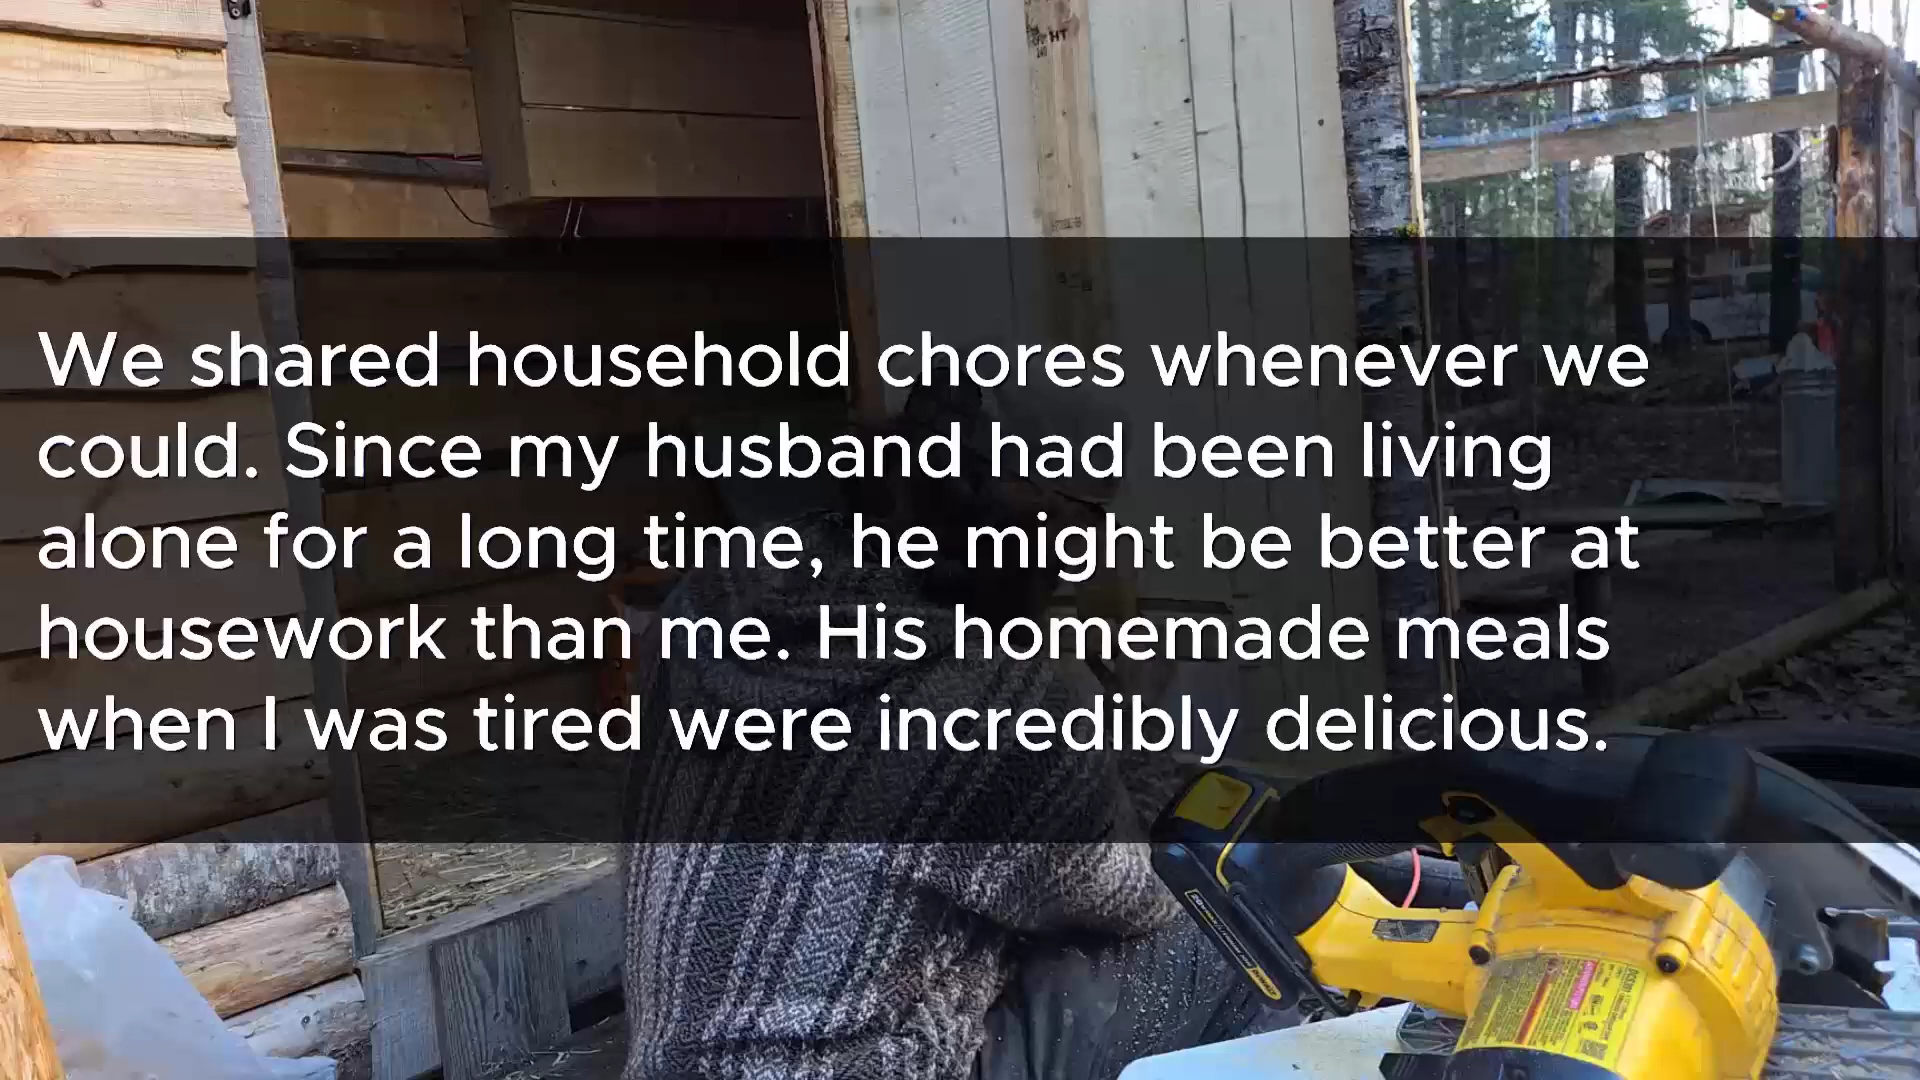 HT
We shared household chores whenever we
could. Since my husband had been living
alone for a long time, he might be better at
housework than me. His homemade meals
when I was tired were incredibly delicious.